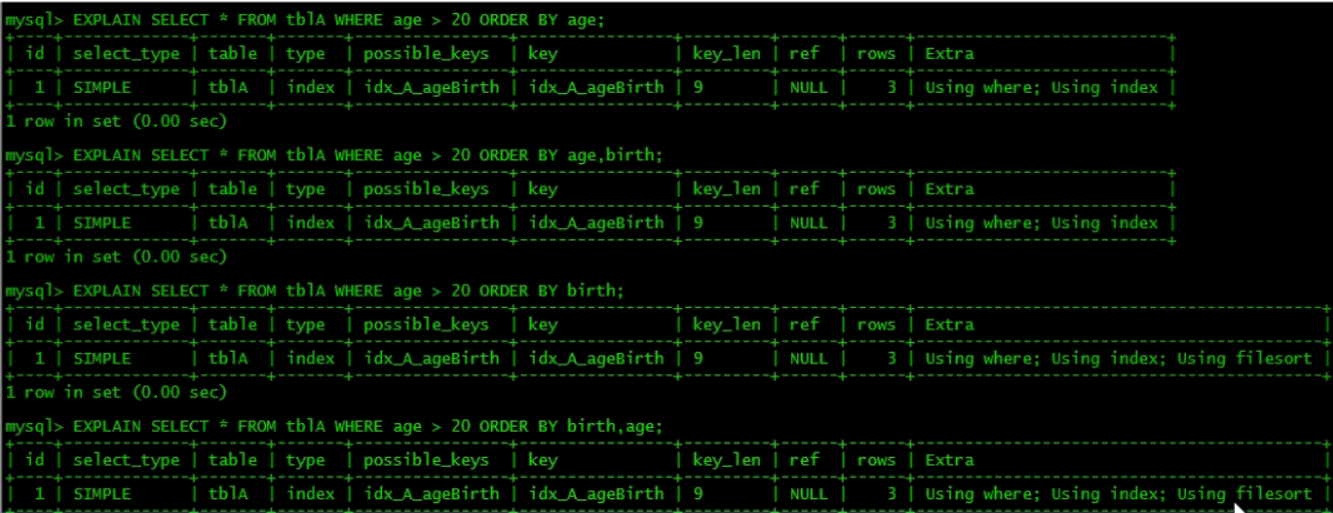 mysql> EXPLAIN SELECT * FROM tblA WHERE age > 20 ORDER BY age;
+----+-------------+-------+-------+----------------+----------------+---------+------+------+--------------------------+
| id | select_type | table | type  | possible_keys  | key            | key_len | ref  | rows | Extra                    |
+----+-------------+-------+-------+----------------+----------------+---------+------+------+--------------------------+
|  1 | SIMPLE      | tblA  | index | idx_A_ageBirth | idx_A_ageBirth | 9       | NULL |    3 | Using where; Using index |
+----+-------------+-------+-------+----------------+----------------+---------+------+------+--------------------------+
1 row in set (0.00 sec)
mysql> EXPLAIN SELECT * FROM tblA WHERE age > 20 ORDER BY age,birth;
+----+-------------+-------+-------+----------------+----------------+---------+------+------+--------------------------+
| id | select_type | table | type  | possible_keys  | key            | key_len | ref  | rows | Extra                    |
+----+-------------+-------+-------+----------------+----------------+---------+------+------+--------------------------+
|  1 | SIMPLE      | tblA  | index | idx_A_ageBirth | idx_A_ageBirth | 9       | NULL |    3 | Using where; Using index |
+----+-------------+-------+-------+----------------+----------------+---------+------+------+--------------------------+
1 row in set (0.00 sec)
mysql> EXPLAIN SELECT * FROM tblA WHERE age > 20 ORDER BY birth;
+----+-------------+-------+-------+----------------+----------------+---------+------+------+------------------------------------------+
| id | select_type | table | type  | possible_keys  | key            | key_len | ref  | rows | Extra                                    |
+----+-------------+-------+-------+----------------+----------------+---------+------+------+------------------------------------------+
|  1 | SIMPLE      | tblA  | index | idx_A_ageBirth | idx_A_ageBirth | 9       | NULL |    3 | Using where; Using index; Using filesort |
+----+-------------+-------+-------+----------------+----------------+---------+------+------+------------------------------------------+
1 row in set (0.00 sec)
mysql> EXPLAIN SELECT * FROM tblA WHERE age > 20 ORDER BY birth,age;
+----+-------------+-------+-------+----------------+----------------+---------+------+------+------------------------------------------+
| id | select_type | table | type  | possible_keys  | key            | key_len | ref  | rows | Extra                                    |
+----+-------------+-------+-------+----------------+----------------+---------+------+------+------------------------------------------+
|  1 | SIMPLE      | tblA  | index | idx_A_ageBirth | idx_A_ageBirth | 9       | NULL |    3 | Using where; Using index; Using filesort |
+----+-------------+-------+-------+----------------+----------------+---------+------+------+------------------------------------------+